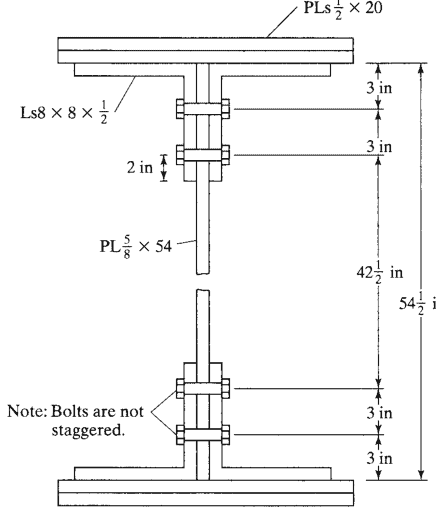 PLs 1/2 × 20
3 in
Ls8 × 8 × 1/2
3 in
2 in
PL 5/8 × 54
42 1/2 in
54 1/2 i
Note: Bolts are not
staggered.
3 in
3 in